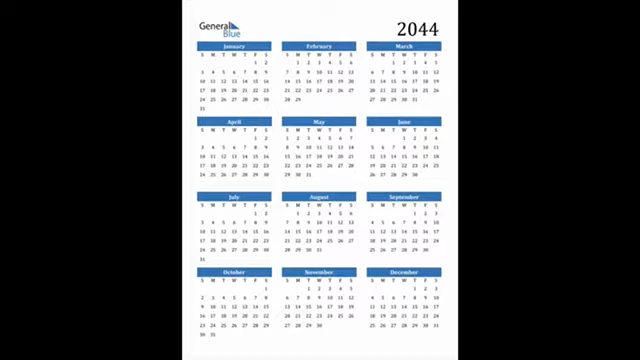 General
Blue
2044
January
S M T W T F S
1 2
3 4 5 6 7 8 9
10 11 12 13 14 15 16
17 18 19 20 21 22 23
24 25 26 27 28 29 30
31
February
S M T W T F S
1 2 3 4 5 6
7 8 9 10 11 12 13
14 15 16 17 18 19 20
21 22 23 24 25 26 27
28 29
March
S M T W T F S
1 2 3 4 5
6 7 8 9 10 11 12
13 14 15 16 17 18 19
20 21 22 23 24 25 26
27 28 29 30 31
April
S M T W T F S
1 2
3 4 5 6 7 8 9
10 11 12 13 14 15 16
17 18 19 20 21 22 23
24 25 26 27 28 29 30
May
S M T W T F S
1 2 3 4 5 6 7
8 9 10 11 12 13 14
15 16 17 18 19 20 21
22 23 24 25 26 27 28
29 30 31
June
S M T W T F S
1 2 3 4
5 6 7 8 9 10 11
12 13 14 15 16 17 18
19 20 21 22 23 24 25
26 27 28 29 30
July
S M T W T F S
1 2
3 4 5 6 7 8 9
10 11 12 13 14 15 16
17 18 19 20 21 22 23
24 25 26 27 28 29 30
31
August
S M T W T F S
1 2 3 4 5 6
7 8 9 10 11 12 13
14 15 16 17 18 19 20
21 22 23 24 25 26 27
28 29 30 31
September
S M T W T F S
1 2 3
4 5 6 7 8 9 10
11 12 13 14 15 16 17
18 19 20 21 22 23 24
25 26 27 28 29 30
October
S M T W T F S
1
2 3 4 5 6 7 8
9 10 11 12 13 14 15
16 17 18 19 20 21 22
23 24 25 26 27 28 29
30 31
November
S M T W T F S
1 2 3 4 5
6 7 8 9 10 11 12
13 14 15 16 17 18 19
20 21 22 23 24 25 26
27 28 29 30
December
S M T W T F S
1 2 3
4 5 6 7 8 9 10
11 12 13 14 15 16 17
18 19 20 21 22 23 24
25 26 27 28 29 30 31